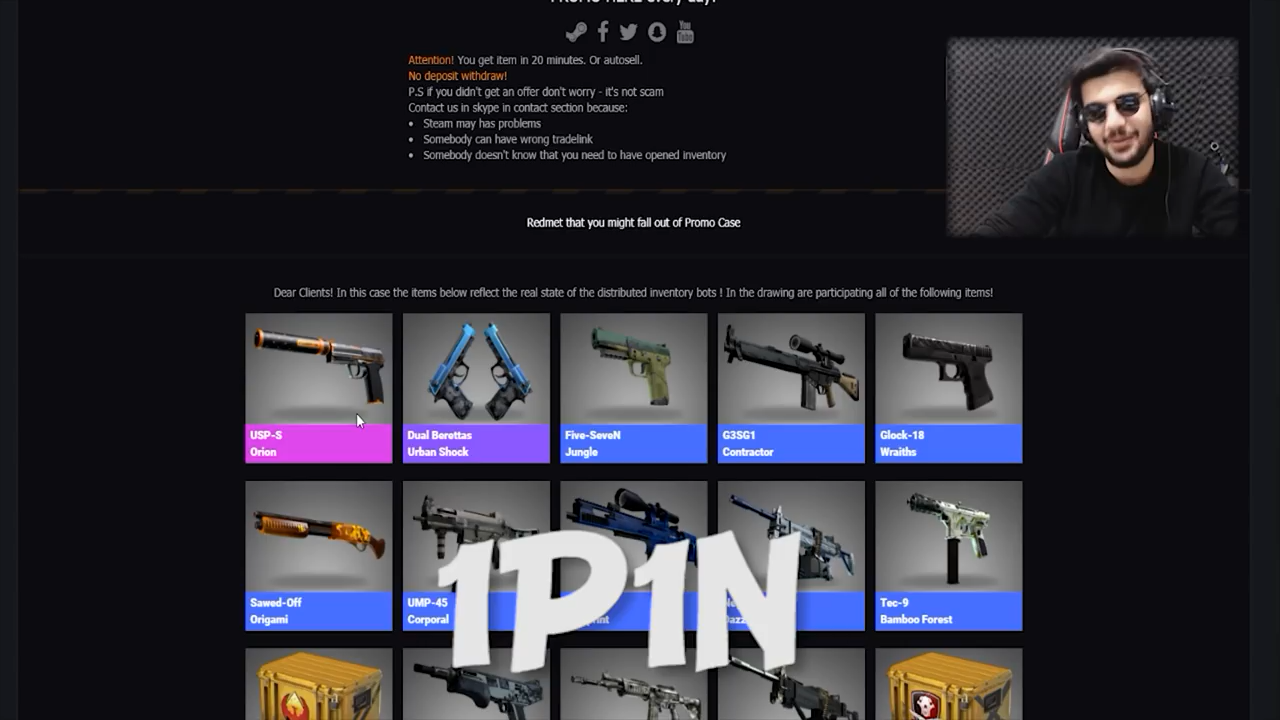 Attention! You get item in 20 minutes. Or autosell.
No deposit withdraw!
P.S if you didn't get an offer don't worry - it's not scam
Contact us in skype in contact section because:
Steam may has problems
Somebody can have wrong tradelink
Somebody doesn't know that you need to have opened inventory
Redmet that you might fall out of Promo Case
Dear Clients! In this case the items below reflect the real state of the distributed inventory bots ! In the drawing are participating all of the following items!
USP-S
Orion
Dual Berettas
Urban Shock
Five-SeveN
Jungle
G3SG1
Contractor
Glock-18
Wraiths
Sawed-Off
Origami
UMP-45
Corporal
Tec-9
Bamboo Forest
1P1N
You
Tube